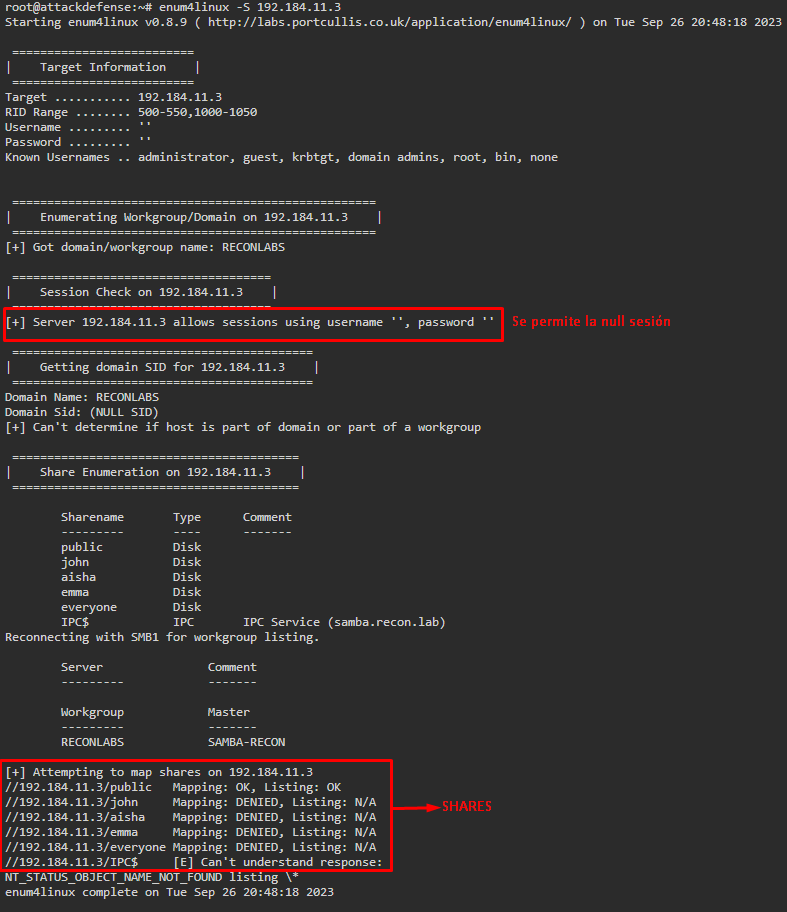 root@attackdefense:~# enum4linux -S 192.184.11.3
Starting enum4linux v0.8.9 ( http://labs.portcullis.co.uk/application/enum4linux/ ) on Tue Sep 26 20:48:18 2023
==========================
|    Target Information    |
==========================
Target ........... 192.184.11.3
RID Range ........ 500-550,1000-1050
Username ......... ''
Password ......... ''
Known Usernames .. administrator, guest, krbtgt, domain admins, root, bin, none
====================================================
|    Enumerating Workgroup/Domain on 192.184.11.3    |
====================================================
[+] Got domain/workgroup name: RECONLABS
=====================================
|    Session Check on 192.184.11.3    |
=====================================
[+] Server 192.184.11.3 allows sessions using username '', password '' Se permite la null sesión
===========================================
|    Getting domain SID for 192.184.11.3    |
===========================================
Domain Name: RECONLABS
Domain Sid: (NULL SID)
[+] Can't determine if host is part of domain or part of a workgroup
=========================================
|    Share Enumeration on 192.184.11.3    |
=========================================
Sharename       Type      Comment
---------       ----      -------
public          Disk
john            Disk
aisha           Disk
emma            Disk
everyone        Disk
IPC$            IPC       IPC Service (samba.recon.lab)
Reconnecting with SMB1 for workgroup listing.
Server               Comment
---------            -------
Workgroup            Master
---------            -------
RECONLABS            SAMBA-RECON
[+] Attempting to map shares on 192.184.11.3
//192.184.11.3/public   Mapping: OK, Listing: OK
//192.184.11.3/john     Mapping: DENIED, Listing: N/A
//192.184.11.3/aisha    Mapping: DENIED, Listing: N/A SHARES
//192.184.11.3/emma     Mapping: DENIED, Listing: N/A
//192.184.11.3/everyone Mapping: DENIED, Listing: N/A
//192.184.11.3/IPC$     [E] Can't understand response:
NT_STATUS_OBJECT_NAME_NOT_FOUND listing \*
enum4linux complete on Tue Sep 26 20:48:18 2023